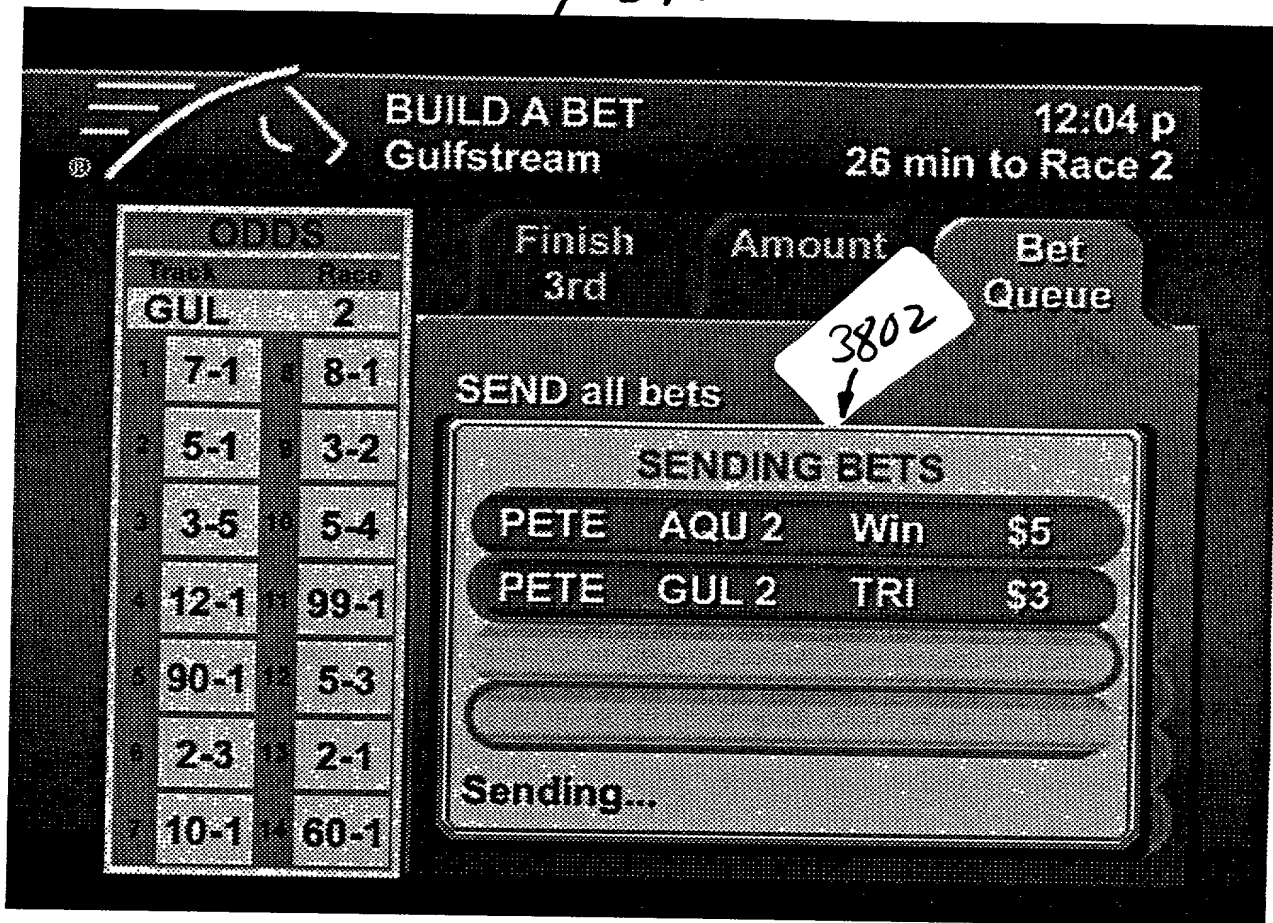 BUILD A BET
Gulfstream
12:04 p
26 min to Race 2
®
ODDS
Track Race
GUL 2
1 7-1 8 8-1
2 5-1 9 3-2
3 3-5 10 5-4
4 12-1 11 99-1
5 90-1 12 5-3
6 2-3 13 2-1
7 10-1 14 60-1
Finish
3rd
Amount
Bet
Queue
3802
SEND all bets
SENDING BETS
PETE AQU 2 Win $5
PETE GUL 2 TRI $3
Sending...